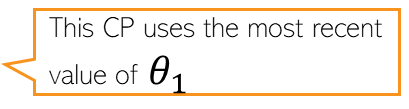 This CP uses the most recent
value of θ₁